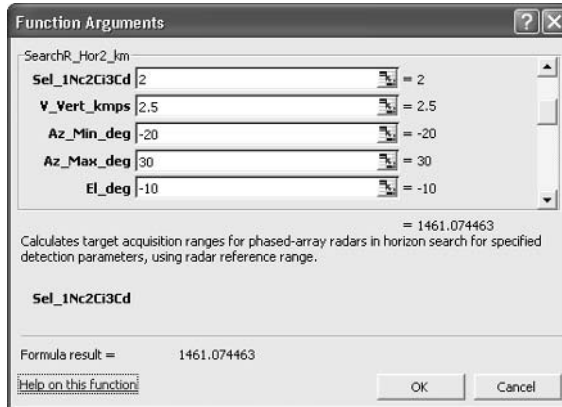 Function Arguments
SearchR_Hor2_km
Sel_1Nc2Ci3Cd 2 = 2
V_Vert_kmps 2.5 = 2.5
Az_Min_deg -20 = -20
Az_Max_deg 30 = 30
El_deg -10 = -10
= 1461.074463
Calculates target acquisition ranges for phased-array radars in horizon search for specified
detection parameters, using radar reference range.
Sel_1Nc2Ci3Cd
Formula result = 1461.074463
Help on this function OK Cancel